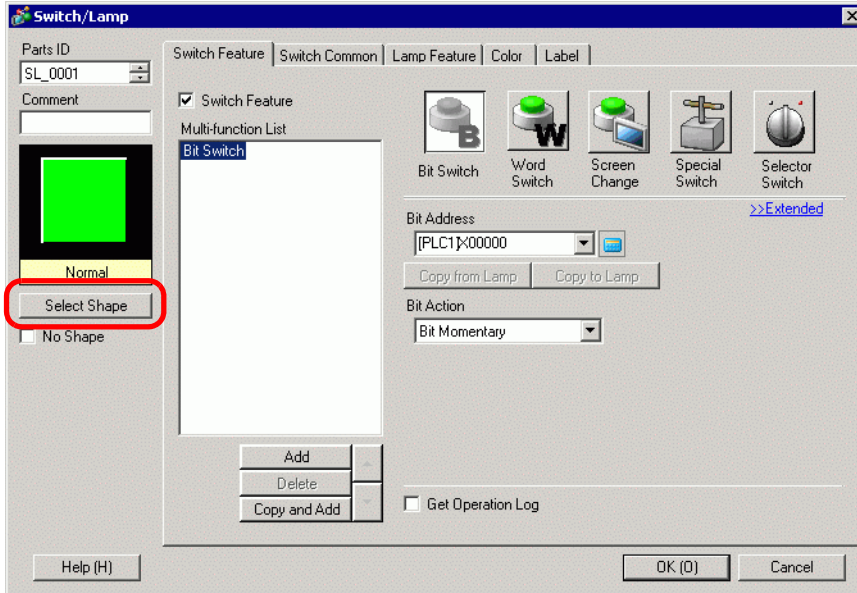 Switch/Lamp
Parts ID
SL_0001
Comment
Normal
Select Shape
No Shape
Help (H)
Switch Feature
Switch Common
Lamp Feature
Color
Label
Switch Feature
Multi-function List
Bit Switch
Add
Delete
Copy and Add
B
W
Bit Switch
Word
Switch
Screen
Change
Special
Switch
Selector
Switch
>>Extended
Bit Address
[PLC1]X00000
Copy from Lamp
Copy to Lamp
Bit Action
Bit Momentary
Get Operation Log
OK (O)
Cancel